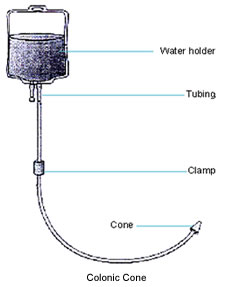 Water holder
Tubing
Clamp
Cone
Colonic Cone